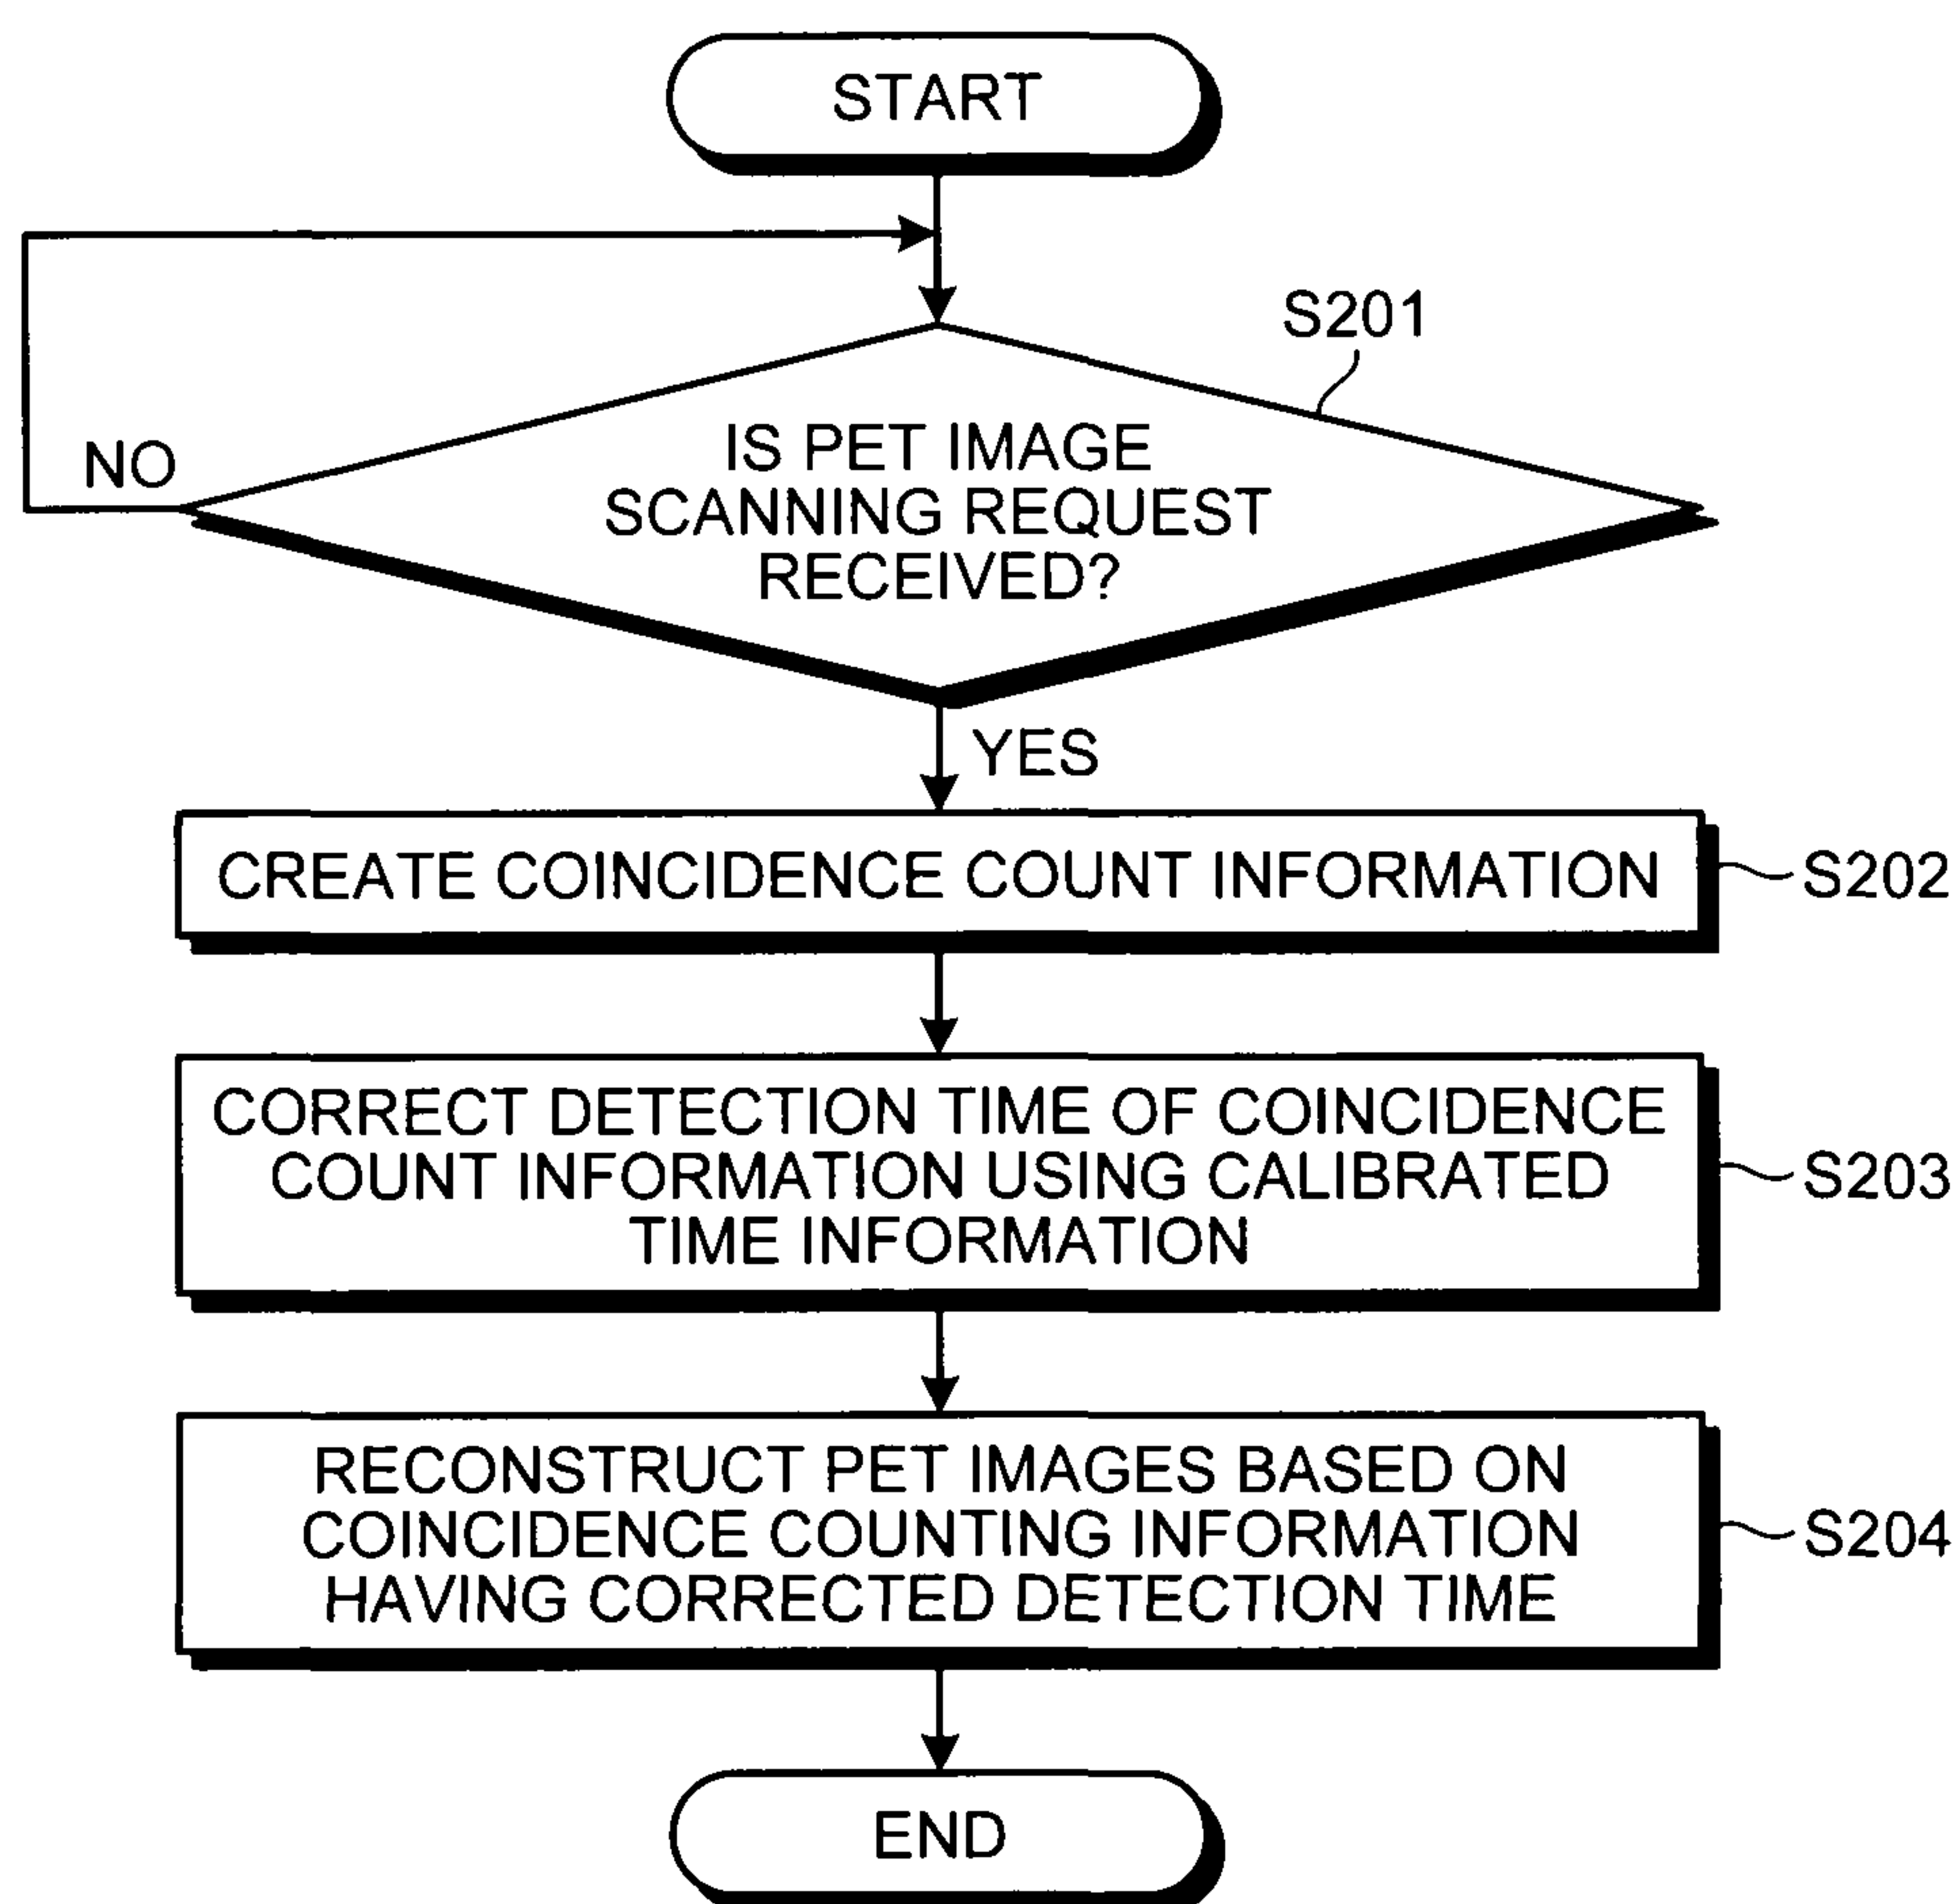 START
S201
IS PET IMAGE
SCANNING REQUEST
RECEIVED?
NO
YES
CREATE COINCIDENCE COUNT INFORMATION
S202
CORRECT DETECTION TIME OF COINCIDENCE
COUNT INFORMATION USING CALIBRATED
TIME INFORMATION
S203
RECONSTRUCT PET IMAGES BASED ON
COINCIDENCE COUNTING INFORMATION
HAVING CORRECTED DETECTION TIME
S204
END